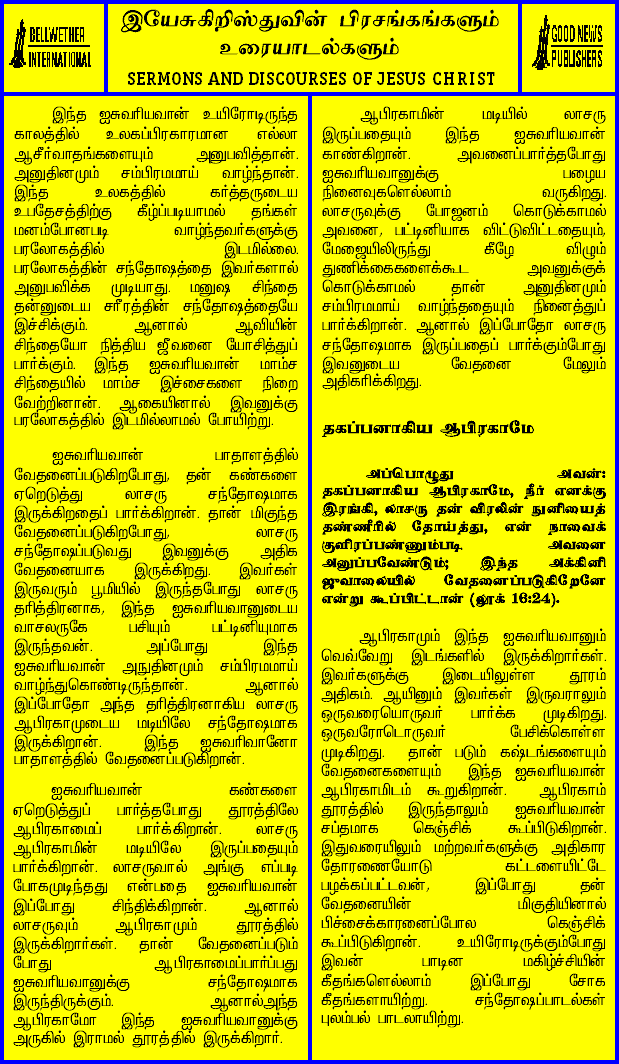 BELLWETHER
INTERNATIONAL
இயேசுகிறிஸ்துவின் பிரசங்கங்களும்
உரையாடல்களும்
SERMONS AND DISCOURSES OF JESUS CHRIST
GOOD NEWS
PUBLISHERS
இந்த ஐசுவரியவான் உயிரோடிருந்த
காலத்தில் உலகப்பிரகாரமான எல்லா
ஆசீர்வாதங்களையும் அனுபவித்தான்.
அனுதினமும் சம்பிரமமாய் வாழ்ந்தான்.
இந்த உலகத்தில் கர்த்தருடைய
உபதேசத்திற்கு கீழ்ப்படியாமல் தங்கள்
மனம்போனபடி வாழ்ந்தவர்களுக்கு
பரலோகத்தில் இடமில்லை.
பரலோகத்தின் சந்தோஷத்தை இவர்களால்
அனுபவிக்க முடியாது. மனுஷ சிந்தை
தன்னுடைய சரீரத்தின் சந்தோஷத்தையே
இச்சிக்கும். ஆனால் ஆவியின்
சிந்தையோ நித்திய ஜீவனை யோசித்துப்
பார்க்கும். இந்த ஐசுவரியவான் மாம்ச
சிந்தையில் மாம்ச இச்சைகளை நிறை
வேற்றினான். ஆகையினால் இவனுக்கு
பரலோகத்தில் இடமில்லாமல் போயிற்று.
ஐசுவரியவான் பாதாளத்தில்
வேதனைப்படுகிறபோது, தன் கண்களை
ஏறெடுத்து லாசரு சந்தோஷமாக
இருக்கிறதைப் பார்க்கிறான். தான் மிகுந்த
வேதனைப்படுகிறபோது, லாசரு
சந்தோஷப்படுவது இவனுக்கு அதிக
வேதனையாக இருக்கிறது. இவர்கள்
இருவரும் பூமியில் இருந்தபோது லாசரு
தரித்திரனாக, இந்த ஐசுவரியவானுடைய
வாசலருகே பசியும் பட்டினியுமாக
இருந்தவன். அப்போது இந்த
ஐசுவரியவான் அநுதினமும் சம்பிரமமாய்
வாழ்ந்துகொண்டிருந்தான். ஆனால்
இப்போதோ அந்த தரித்திரனாகிய லாசரு
ஆபிரகாமுடைய மடியிலே சந்தோஷமாக
இருக்கிறான். இந்த ஐசுவரிவானோ
பாதாளத்தில் வேதனைப்படுகிறான்.
ஐசுவரியவான் கண்களை
ஏறெடுத்துப் பார்த்தபோது தூரத்திலே
ஆபிரகாமைப் பார்க்கிறான். லாசரு
ஆபிரகாமின் மடியிலே இருப்பதையும்
பார்க்கிறான். லாசருவால் அங்கு எப்படி
போகமுடிந்தது என்பதை ஐசுவரியவான்
இப்போது சிந்திக்கிறான். ஆனால்
லாசருவும் ஆபிரகாமும் தூரத்தில்
இருக்கிறார்கள். தான் வேதனைப்படும்
போது ஆபிரகாமைப்பார்ப்பது
ஐசுவரியவானுக்கு சந்தோஷமாக
இருந்திருக்கும். ஆனால்அந்த
ஆபிரகாமோ இந்த ஐசுவரியவானுக்கு
அருகில் இராமல் தூரத்தில் இருக்கிறார்.
ஆபிரகாமின் மடியில் லாசரு
இருப்பதையும் இந்த ஐசுவரியவான்
காண்கிறான். அவனைப்பார்த்தபோது
ஐசுவரியவானுக்கு பழைய
நினைவுகளெல்லாம் வருகிறது.
லாசருவுக்கு போஜனம் கொடுக்காமல்
அவனை, பட்டினியாக விட்டுவிட்டதையும்,
மேஜையிலிருந்து கீழே விழும்
துணிக்கைகளைக்கூட அவனுக்குக்
கொடுக்காமல் தான் அனுதினமும்
சம்பிரமமாய் வாழ்ந்ததையும் நினைத்துப்
பார்க்கிறான். ஆனால் இப்போதோ லாசரு
சந்தோஷமாக இருப்பதைப் பார்க்கும்போது
இவனுடைய வேதனை மேலும்
அதிகரிக்கிறது.
தகப்பனாகிய ஆபிரகாமே
அப்பொழுது அவன்:
தகப்பனாகிய ஆபிரகாமே, நீர் எனக்கு
இரங்கி, லாசரு தன் விரலின் நுனியைத்
தண்ணீரில் தோய்த்து, என் நாவைக்
குளிரப்பண்ணும்படி அவனை
அனுப்பவேண்டும்; இந்த அக்கினி
ஜுவாலையில் வேதனைப்படுகிறேனே
என்று கூப்பிட்டான் (லூக் 16:24).
ஆபிரகாமும் இந்த ஐசுவரியவானும்
வெவ்வேறு இடங்களில் இருக்கிறார்கள்.
இவர்களுக்கு இடையிலுள்ள தூரம்
அதிகம். ஆயினும் இவர்கள் இருவராலும்
ஒருவரையொருவர் பார்க்க முடிகிறது.
ஒருவரோடொருவர் பேசிக்கொள்ள
முடிகிறது. தான் படும் கஷ்டங்களையும்
வேதனைகளையும் இந்த ஐசுவரியவான்
ஆபிரகாமிடம் கூறுகிறான். ஆபிரகாம்
தூரத்தில் இருந்தாலும் ஐசுவரியவான்
சப்தமாக கெஞ்சிக் கூப்பிடுகிறான்.
இதுவரையிலும் மற்றவர்களுக்கு அதிகார
தோரணையோடு கட்டளையிட்டே
பழக்கப்பட்டவன், இப்போது தன்
வேதனையின் மிகுதியினால்
பிச்சைக்காரனைப்போல கெஞ்சிக்
கூப்பிடுகிறான். உயிரோடிருக்கும்போது
இவன் பாடின மகிழ்ச்சியின்
கீதங்களெல்லாம் இப்போது சோக
கீதங்களாயிற்று. சந்தோஷப்பாடல்கள்
புலம்பல் பாடலாயிற்று.